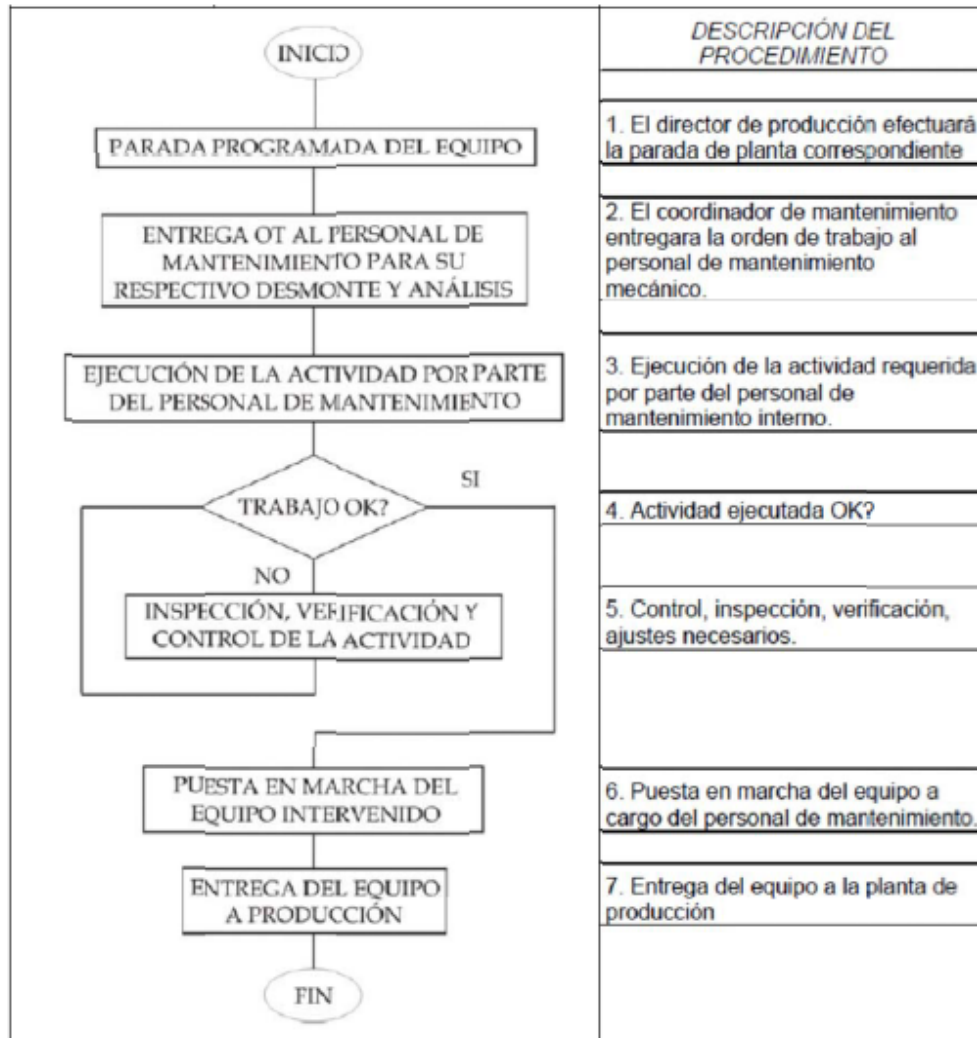 INICIO
PARADA PROGRAMADA DEL EQUIPO
ENTREGA OT AL PERSONAL DE
MANTENIMIENTO PARA SU
RESPECTIVO DESMONTE Y ANÁLISIS
EJECUCIÓN DE LA ACTIVIDAD POR PARTE
DEL PERSONAL DE MANTENIMIENTO
TRABAJO OK?
SI
NO
INSPECCIÓN, VERIFICACIÓN Y
CONTROL DE LA ACTIVIDAD
PUESTA EN MARCHA DEL
EQUIPO INTERVENIDO
ENTREGA DEL EQUIPO
A PRODUCCIÓN
FIN
DESCRIPCIÓN DEL
PROCEDIMIENTO
1. El director de producción efectuará
la parada de planta correspondiente
2. El coordinador de mantenimiento
entregara la orden de trabajo al
personal de mantenimiento
mecánico.
3. Ejecución de la actividad requerida
por parte del personal de
mantenimiento interno.
4. Actividad ejecutada OK?
5. Control, inspección, verificación,
ajustes necesarios.
6. Puesta en marcha del equipo a
cargo del personal de mantenimiento.
7. Entrega del equipo a la planta de
producción